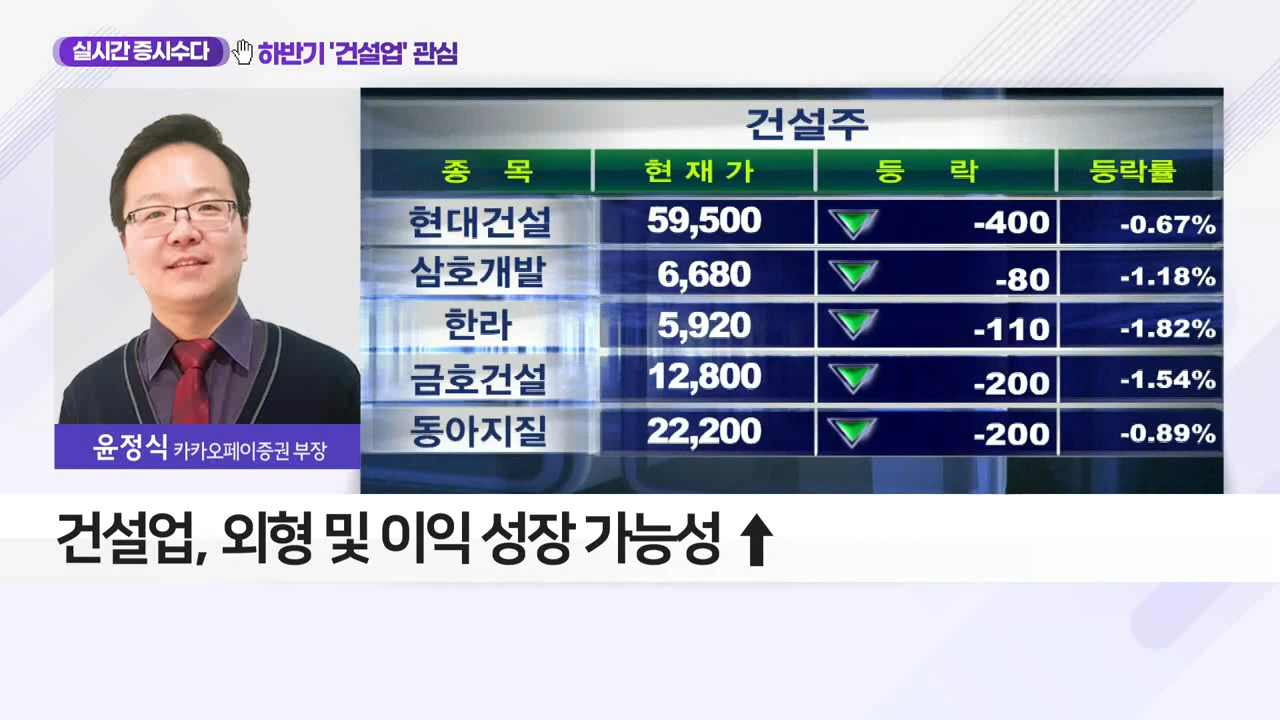 실시간 증시수다 하반기 '건설업' 관심
건설주
종 목 현 재 가 등 락 등락률
현대건설 59,500 -400 -0.67%
삼호개발 6,680 -80 -1.18%
한라 5,920 -110 -1.82%
금호건설 12,800 -200 -1.54%
동아지질 22,200 -200 -0.89%
윤정식 카카오페이증권 부장
건설업, 외형 및 이익 성장 가능성 ⬆